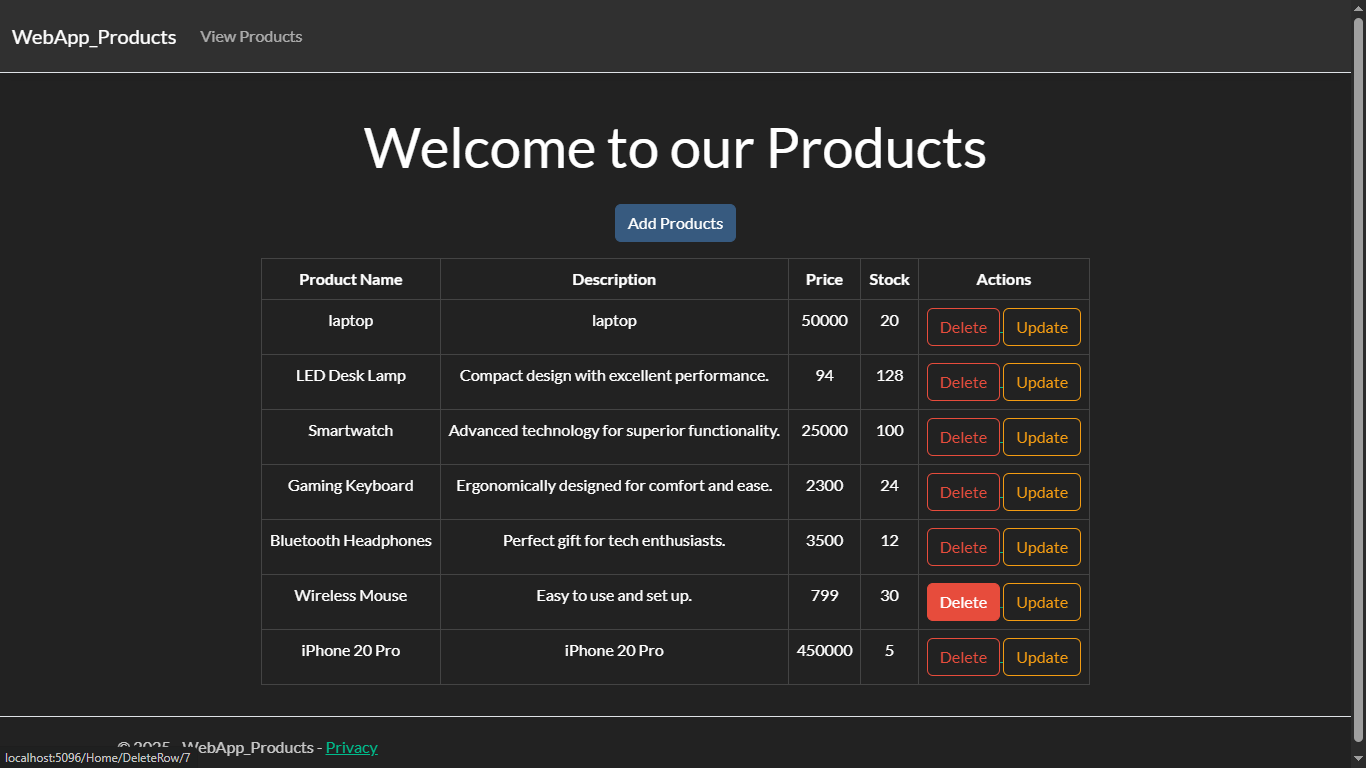 WebApp_Products View Products
Welcome to our Products
Add Products
Product Name Description Price Stock Actions
laptop laptop 50000 20 Delete Update
LED Desk Lamp Compact design with excellent performance. 94 128 Delete Update
Smartwatch Advanced technology for superior functionality. 25000 100 Delete Update
Gaming Keyboard Ergonomically designed for comfort and ease. 2300 24 Delete Update
Bluetooth Headphones Perfect gift for tech enthusiasts. 3500 12 Delete Update
Wireless Mouse Easy to use and set up. 799 30 Delete Update
iPhone 20 Pro iPhone 20 Pro 450000 5 Delete Update
© 2025 - WebApp_Products - Privacy
localhost:5096/Home/DeleteRow/7